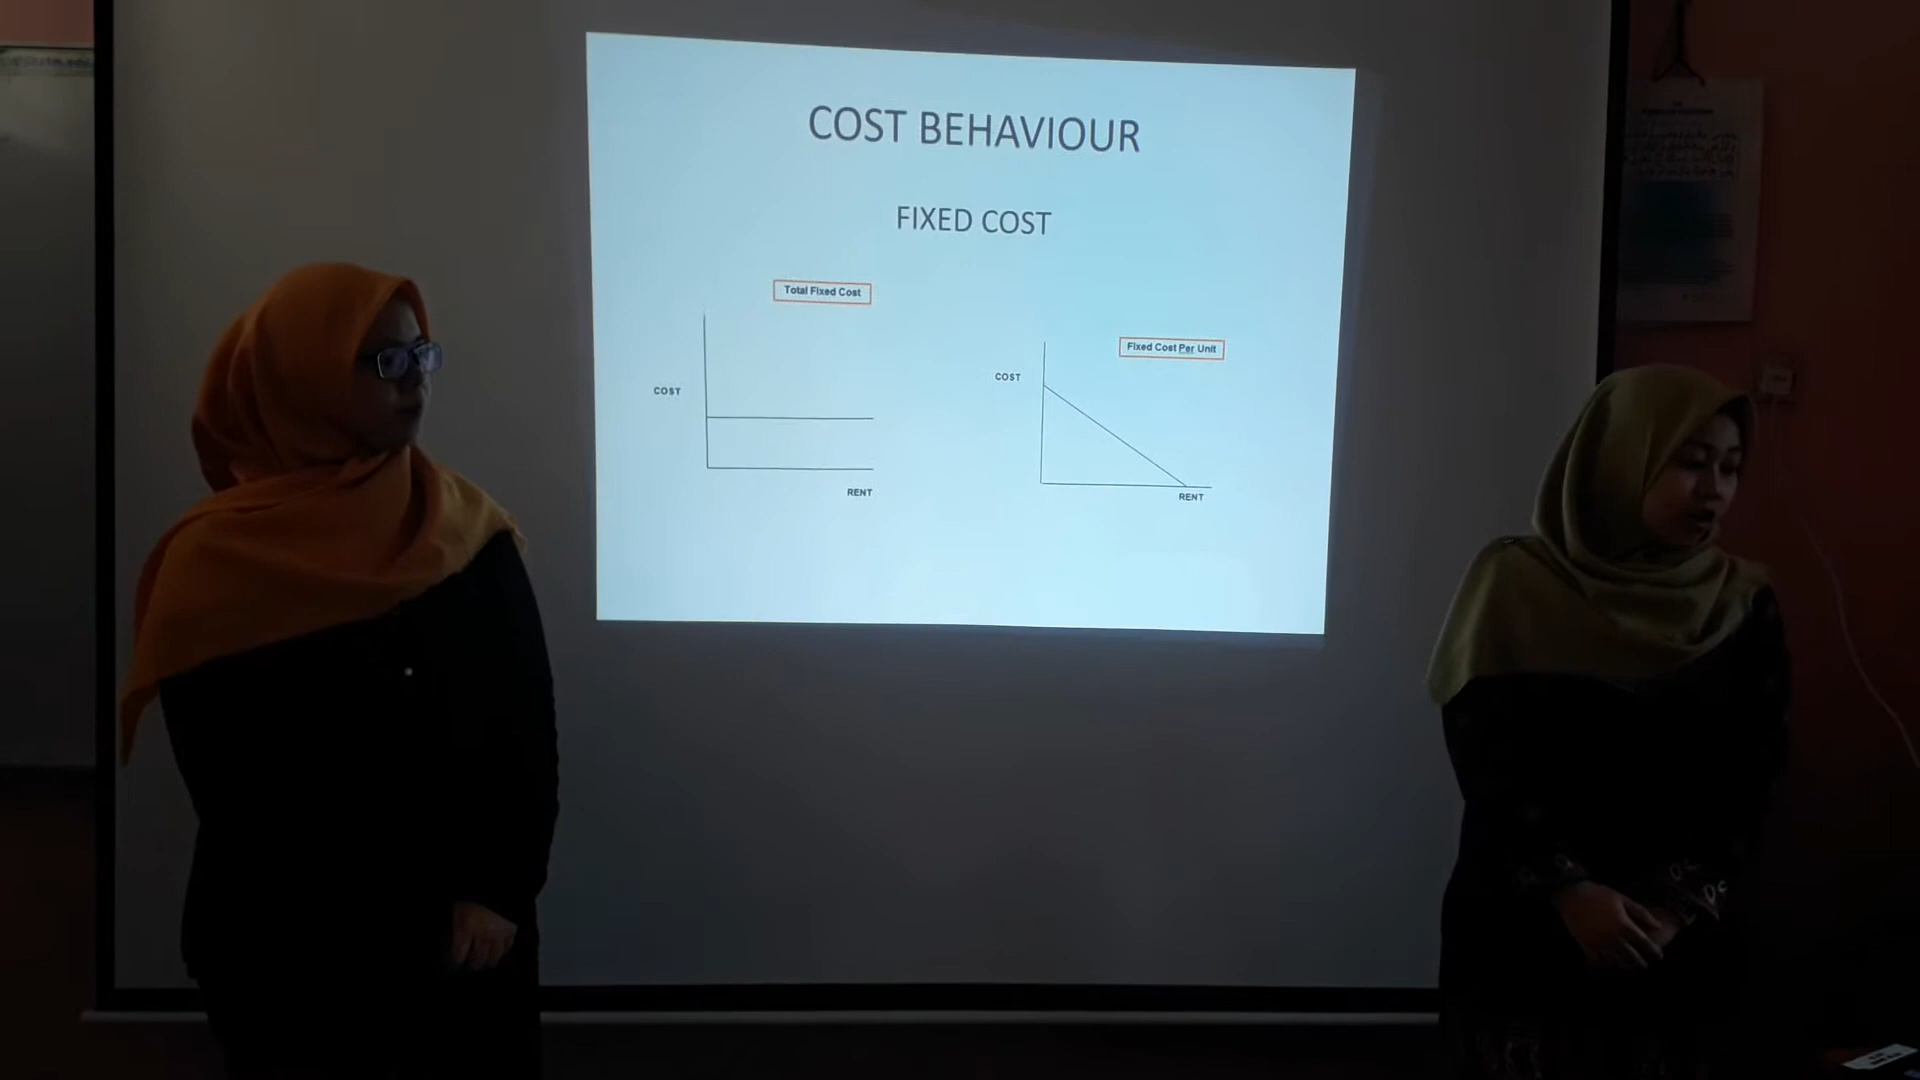 COST BEHAVIOUR
FIXED COST
Total Fixed Cost
COST
RENT
Fixed Cost Per Unit
COST
RENT